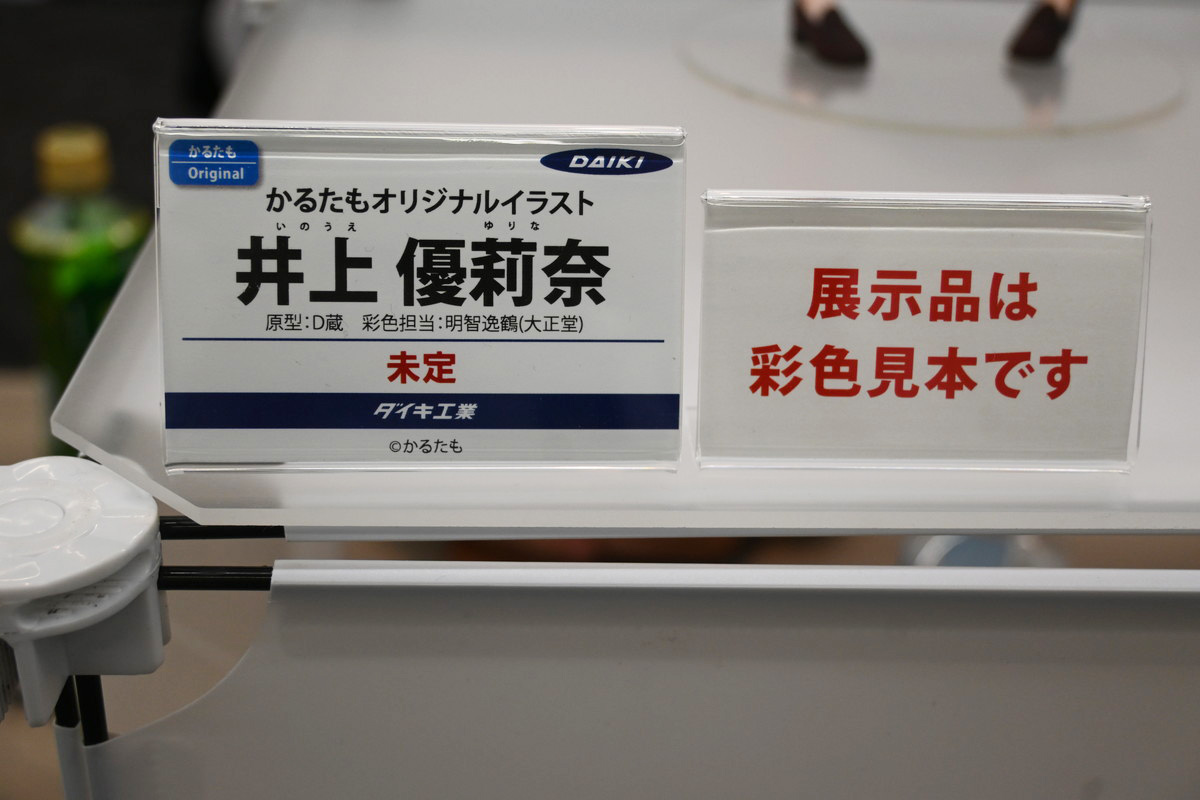 かるたも
Original
DAIKI
かるたもオリジナルイラスト
いのうえ ゆりな
井上 優莉奈
原型:D蔵 彩色担当:明智逸鶴(大正堂)
未定
ダイキ工業
©かるたも
展示品は
彩色見本です